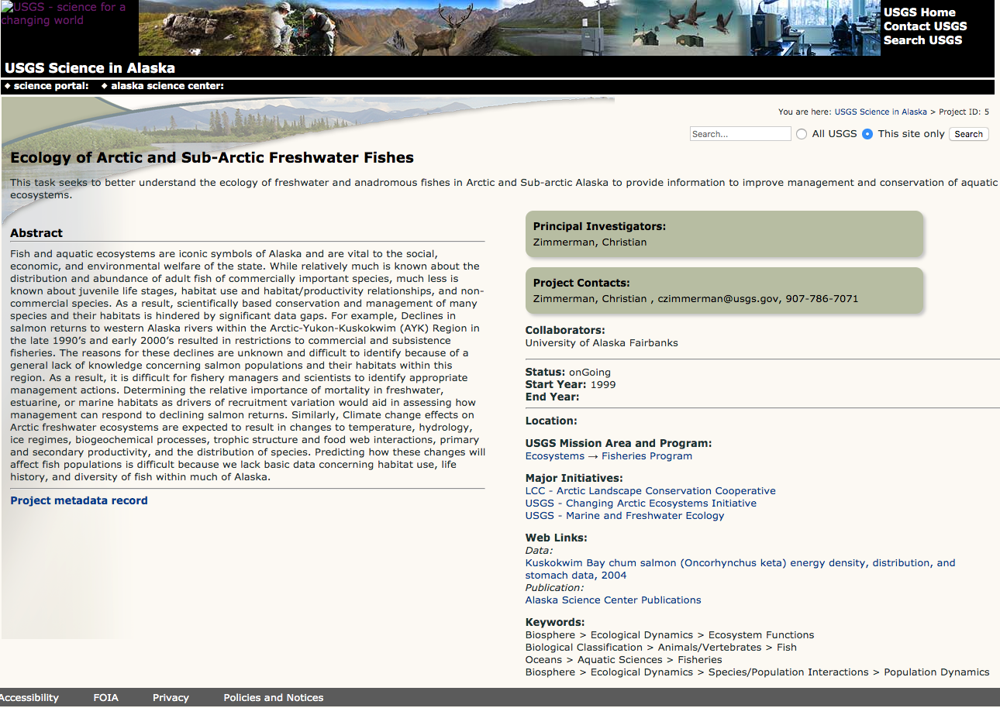 USGS - science for a
changing world
USGS Home
Contact USGS
Search USGS
USGS Science in Alaska
science portal: alaska science center:
You are here: USGS Science in Alaska > Project ID: 5
Search... All USGS This site only Search
Ecology of Arctic and Sub-Arctic Freshwater Fishes
This task seeks to better understand the ecology of freshwater and anadromous fishes in Arctic and Sub-arctic Alaska to provide information to improve management and conservation of aquatic
ecosystems.
Abstract
Fish and aquatic ecosystems are iconic symbols of Alaska and are vital to the social,
economic, and environmental welfare of the state. While relatively much is known about the
distribution and abundance of adult fish of commercially important species, much less is
known about juvenile life stages, habitat use and habitat/productivity relationships, and non-
commercial species. As a result, scientifically based conservation and management of many
species and their habitats is hindered by significant data gaps. For example, Declines in
salmon returns to western Alaska rivers within the Arctic-Yukon-Kuskokwim (AYK) Region in
the late 1990's and early 2000's resulted in restrictions to commercial and subsistence
fisheries. The reasons for these declines are unknown and difficult to identify because of a
general lack of knowledge concerning salmon populations and their habitats within this
region. As a result, it is difficult for fishery managers and scientists to identify appropriate
management actions. Determining the relative importance of mortality in freshwater,
estuarine, or marine habitats as drivers of recruitment variation would aid in assessing how
management can respond to declining salmon returns. Similarly, Climate change effects on
Arctic freshwater ecosystems are expected to result in changes to temperature, hydrology,
ice regimes, biogeochemical processes, trophic structure and food web interactions, primary
and secondary productivity, and the distribution of species. Predicting how these changes will
affect fish populations is difficult because we lack basic data concerning habitat use, life
history, and diversity of fish within much of Alaska.
Project metadata record
Principal Investigators:
Zimmerman, Christian
Project Contacts:
Zimmerman, Christian , czimmerman@usgs.gov, 907-786-7071
Collaborators:
University of Alaska Fairbanks
Status: onGoing
Start Year: 1999
End Year:
Location:
USGS Mission Area and Program:
Ecosystems → Fisheries Program
Major Initiatives:
LCC - Arctic Landscape Conservation Cooperative
USGS - Changing Arctic Ecosystems Initiative
USGS - Marine and Freshwater Ecology
Web Links:
Data:
Kuskokwim Bay chum salmon (Oncorhynchus keta) energy density, distribution, and
stomach data, 2004
Publication:
Alaska Science Center Publications
Keywords:
Biosphere > Ecological Dynamics > Ecosystem Functions
Biological Classification > Animals/Vertebrates > Fish
Oceans > Aquatic Sciences > Fisheries
Biosphere > Ecological Dynamics > Species/Population Interactions > Population Dynamics
Accessibility FOIA Privacy Policies and Notices